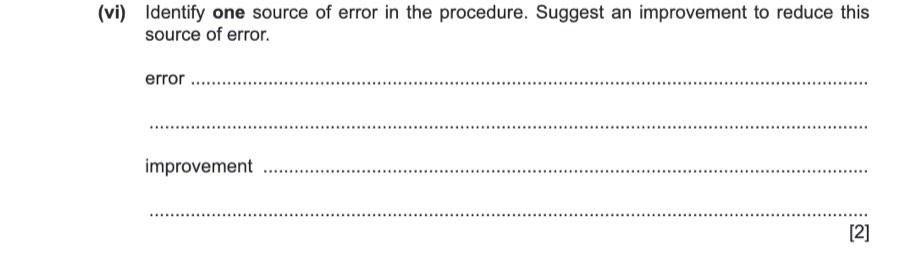 (vi) Identify one source of error in the procedure. Suggest an improvement to reduce this
source of error.
error ....................................................................................................................................
....................................................................................................................................
improvement ....................................................................................................................................
....................................................................................................................................
[2]